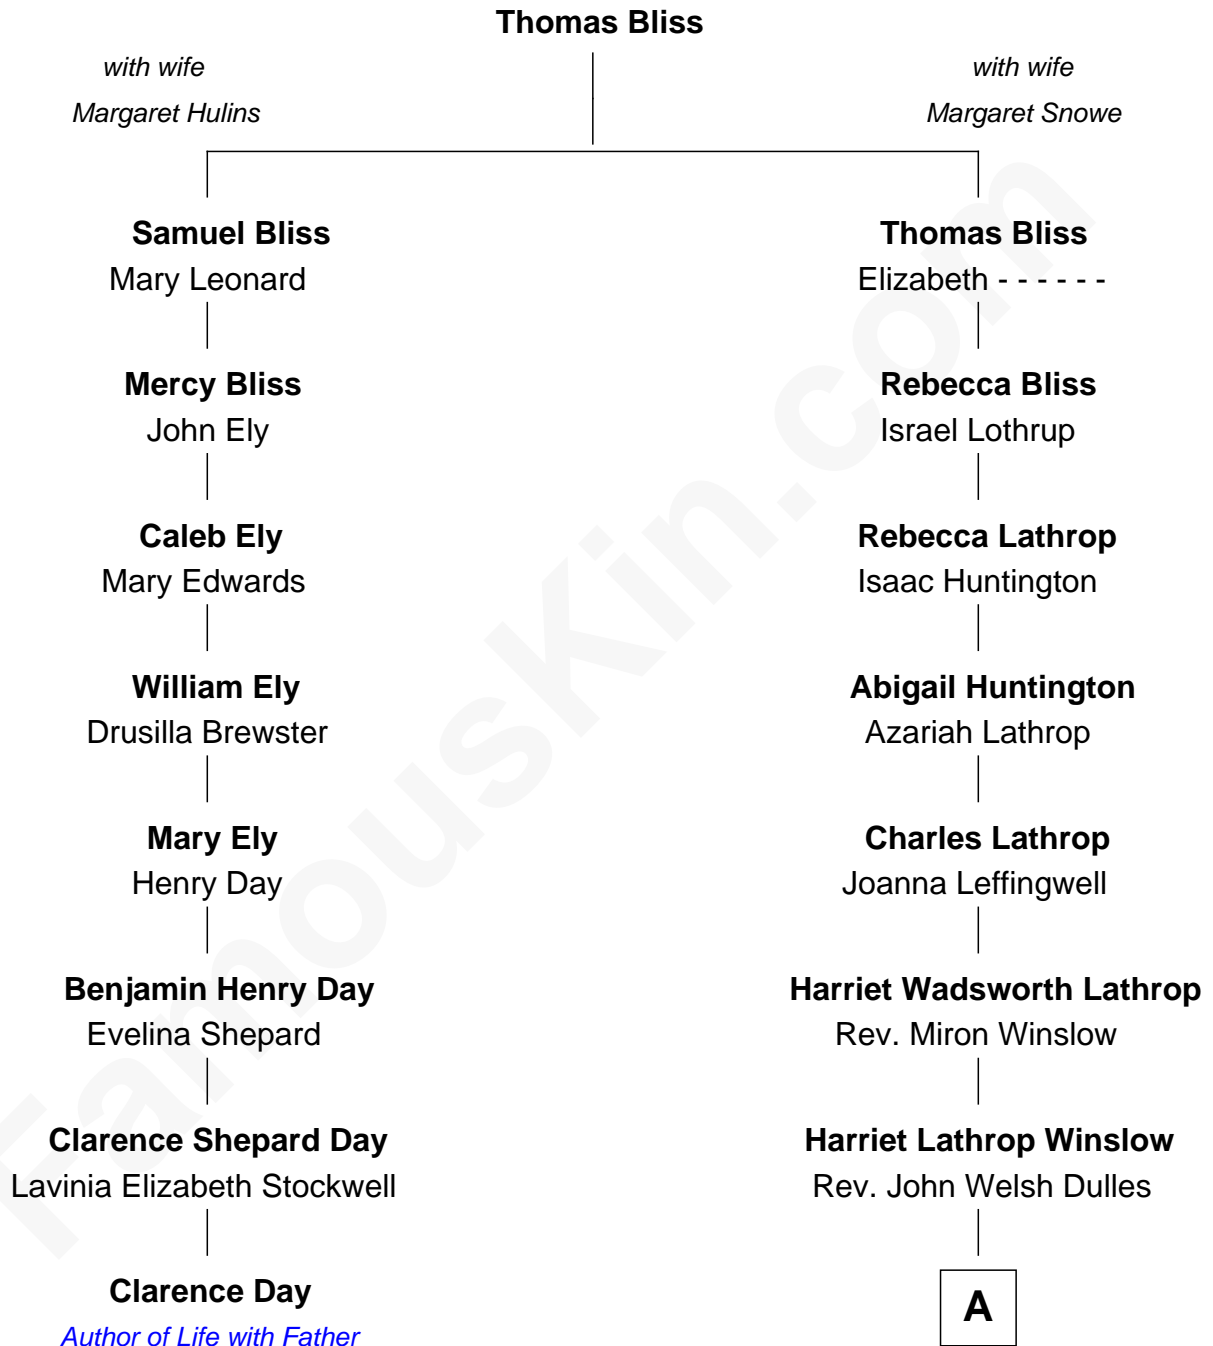 Thomas Bliss
with wife
Margaret Hulins
with wife
Margaret Snowe
Samuel Bliss
Mary Leonard
Thomas Bliss
Elizabeth - - - - - -
Mercy Bliss
John Ely
Rebecca Bliss
Israel Lothrup
Caleb Ely
Mary Edwards
Rebecca Lathrop
Isaac Huntington
William Ely
Drusilla Brewster
Abigail Huntington
Azariah Lathrop
Mary Ely
Henry Day
Charles Lathrop
Joanna Leffingwell
Benjamin Henry Day
Evelina Shepard
Harriet Wadsworth Lathrop
Rev. Miron Winslow
Clarence Shepard Day
Lavinia Elizabeth Stockwell
Harriet Lathrop Winslow
Rev. John Welsh Dulles
Clarence Day
Author of Life with Father
A
FamousKin.com